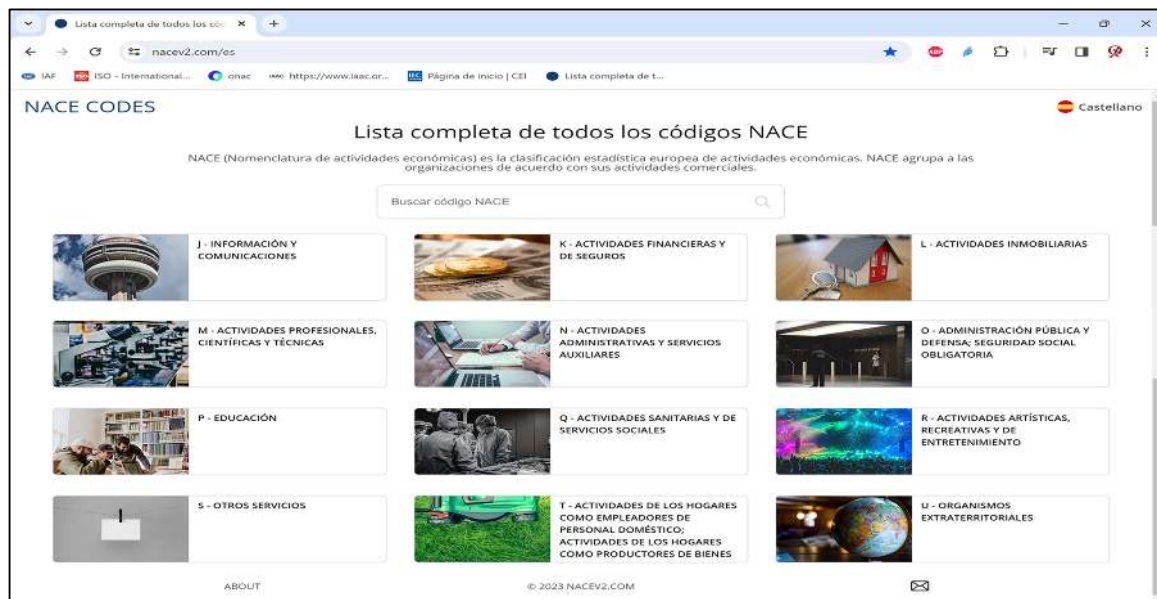 Lista completa de todos los có
nacev2.com/es
IAF
ISO - International...
onac
https://www.iaac.or...
IEC
Página de inicio | CEI
Lista completa de t...
NACE CODES
Castellano
Lista completa de todos los códigos NACE
NACE (Nomenclatura de actividades económicas) es la clasificación estadística europea de actividades económicas. NACE agrupa a las
organizaciones de acuerdo con sus actividades comerciales.
Buscar código NACE
J - INFORMACIÓN Y
COMUNICACIONES
K - ACTIVIDADES FINANCIERAS Y
DE SEGUROS
L - ACTIVIDADES INMOBILIARIAS
M - ACTIVIDADES PROFESIONALES,
CIENTÍFICAS Y TÉCNICAS
N - ACTIVIDADES
ADMINISTRATIVAS Y SERVICIOS
AUXILIARES
O - ADMINISTRACIÓN PÚBLICA Y
DEFENSA; SEGURIDAD SOCIAL
OBLIGATORIA
P - EDUCACIÓN
Q - ACTIVIDADES SANITARIAS Y DE
SERVICIOS SOCIALES
R - ACTIVIDADES ARTÍSTICAS,
RECREATIVAS Y DE
ENTRETENIMIENTO
S - OTROS SERVICIOS
T - ACTIVIDADES DE LOS HOGARES
COMO EMPLEADORES DE
PERSONAL DOMÉSTICO;
ACTIVIDADES DE LOS HOGARES
COMO PRODUCTORES DE BIENES
U - ORGANISMOS
EXTRATERRITORIALES
ABOUT
© 2023 NACEV2.COM